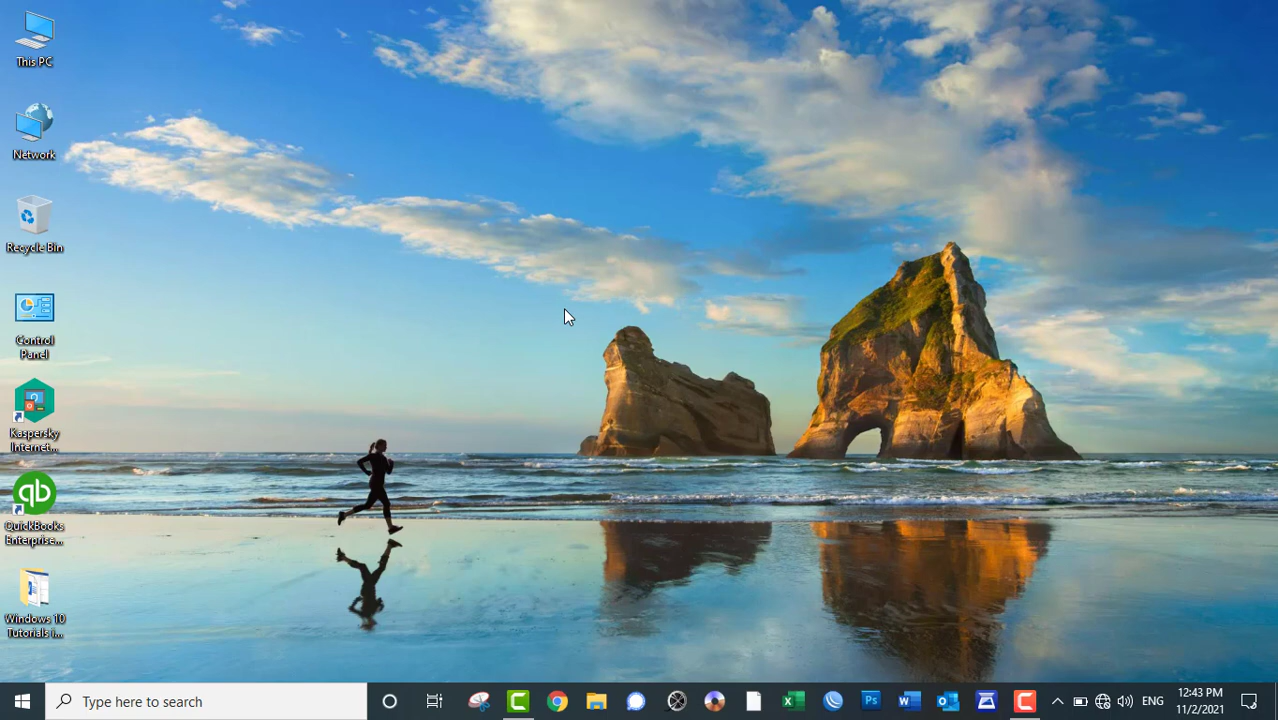 This PC
Network
Recycle Bin
Control
Panel
Kaspersky
Internet...
qb
QuickBooks
Enterprise...
Windows 10
Tutorials i...
Type here to search
ENG
12:43 PM
11/2/2021